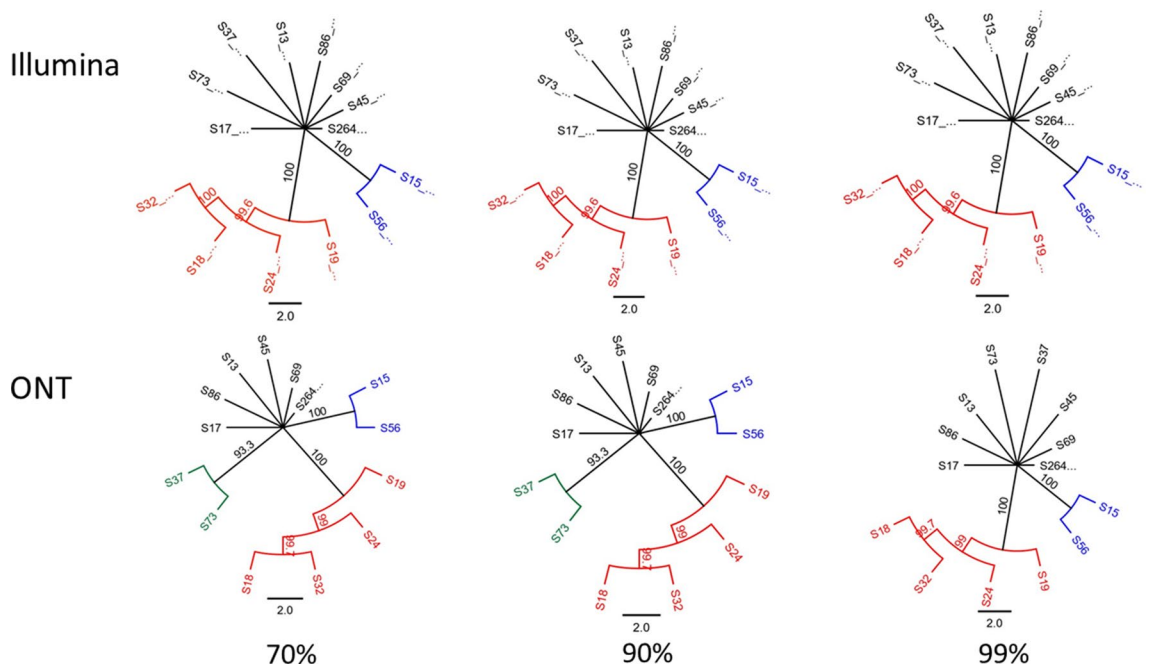 Illumina
S37_...
S13_...
S86_...
S73_...
S69_...
S45_...
S17_...
S264...
100
100
S15_...
S56_...
S32_...
100
99.6
S18_...
S24_...
S19_...
2.0
S37_...
S13_...
S86_...
S73_...
S69_...
S45_...
S17_...
S264...
100
100
S15_...
S56_...
S32_...
100
99.6
S18_...
S24_...
S19_...
2.0
S37_...
S13_...
S86_...
S73_...
S69_...
S45_...
S17_...
S264...
100
100
S15_...
S56_...
S32_...
100
99.6
S18_...
S24_...
S19_...
2.0
ONT
S45
S13
S69
S86
S264...
S17
100
S15
S56
93.3
100
S37
S73
S19
99
S24
99.7
S18
S32
2.0
70%
S45
S13
S69
S86
S264...
S17
100
S15
S56
93.3
100
S37
S73
S19
99
S24
99.7
S18
S32
2.0
90%
S73
S37
S13
S45
S86
S69
S17
S264...
100
100
S15
S56
S18
99.7
99
S32
S24
S19
2.0
99%